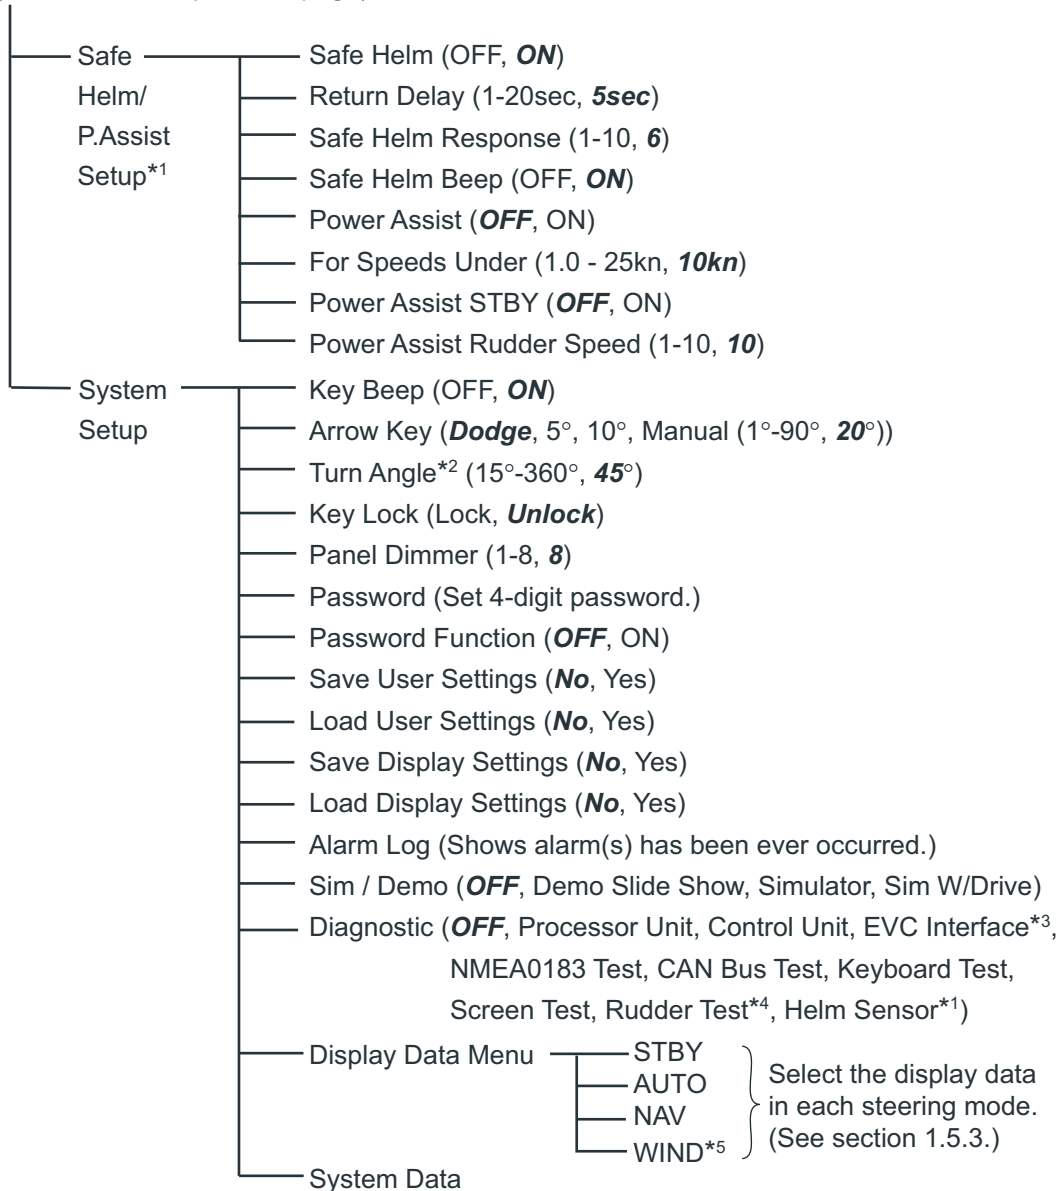 Safe
Helm/
P.Assist
Setup*1
Safe Helm (OFF, ON)
Return Delay (1-20sec, 5sec)
Safe Helm Response (1-10, 6)
Safe Helm Beep (OFF, ON)
Power Assist (OFF, ON)
For Speeds Under (1.0 - 25kn, 10kn)
Power Assist STBY (OFF, ON)
Power Assist Rudder Speed (1-10, 10)
System
Setup
Key Beep (OFF, ON)
Arrow Key (Dodge, 5°, 10°, Manual (1°-90°, 20°))
Turn Angle*2 (15°-360°, 45°)
Key Lock (Lock, Unlock)
Panel Dimmer (1-8, 8)
Password (Set 4-digit password.)
Password Function (OFF, ON)
Save User Settings (No, Yes)
Load User Settings (No, Yes)
Save Display Settings (No, Yes)
Load Display Settings (No, Yes)
Alarm Log (Shows alarm(s) has been ever occurred.)
Sim / Demo (OFF, Demo Slide Show, Simulator, Sim W/Drive)
Diagnostic (OFF, Processor Unit, Control Unit, EVC Interface*3,
NMEA0183 Test, CAN Bus Test, Keyboard Test,
Screen Test, Rudder Test*4, Helm Sensor*1)
Display Data Menu
STBY
AUTO
NAV
WIND*5
Select the display data
in each steering mode.
(See section 1.5.3.)
System Data